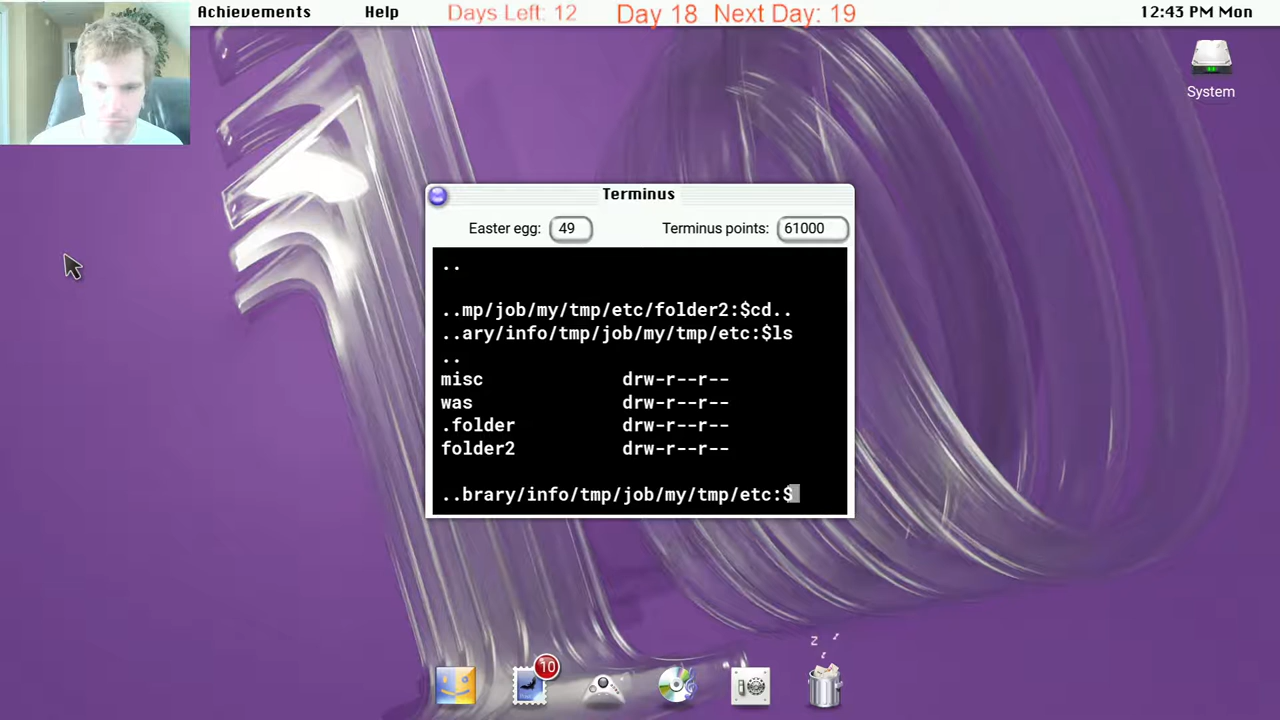 Achievements Help Days Left: 12 Day 18 Next Day: 19 12:43 PM Mon
System
Terminus
Easter egg: 49 Terminus points: 61000
..
..mp/job/my/tmp/etc/folder2:$cd..
..ary/info/tmp/job/my/tmp/etc:$ls
..
misc drw-r--r--
was drw-r--r--
.folder drw-r--r--
folder2 drw-r--r--
..brary/info/tmp/job/my/tmp/etc:$
z z
z
10